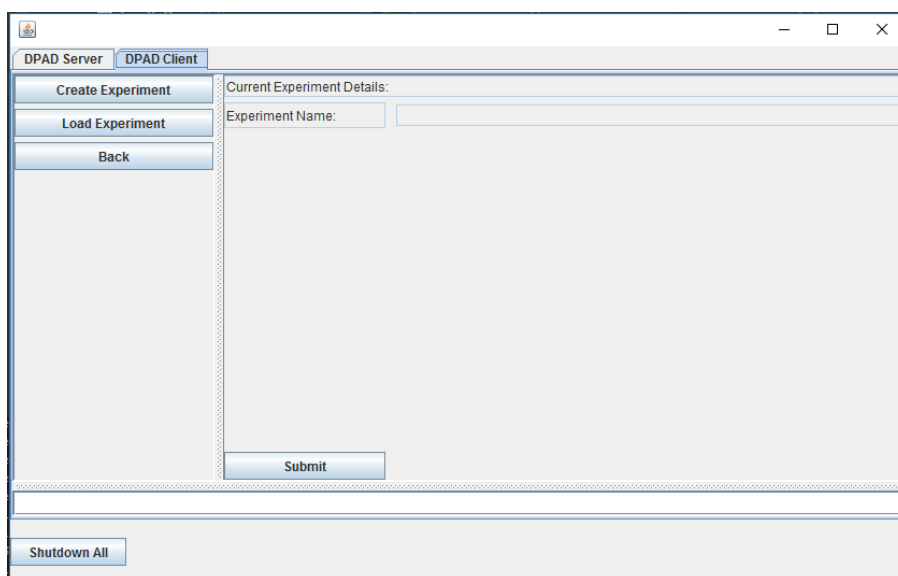 DPAD Server DPAD Client
Create Experiment
Load Experiment
Back
Current Experiment Details:
Experiment Name:
Submit
Shutdown All